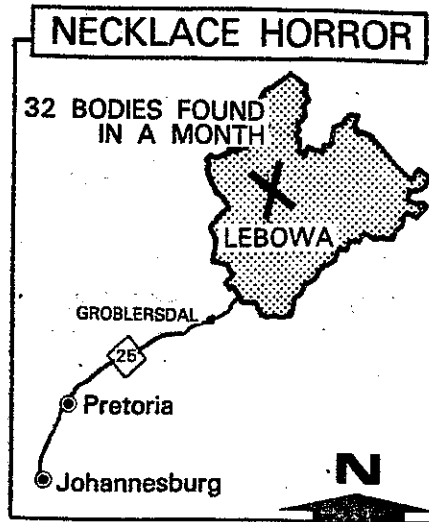 NECKLACE HORROR
32 BODIES FOUND
IN A MONTH
LEBOWA
GROBLERSDAL
25
Pretoria
Johannesburg
N